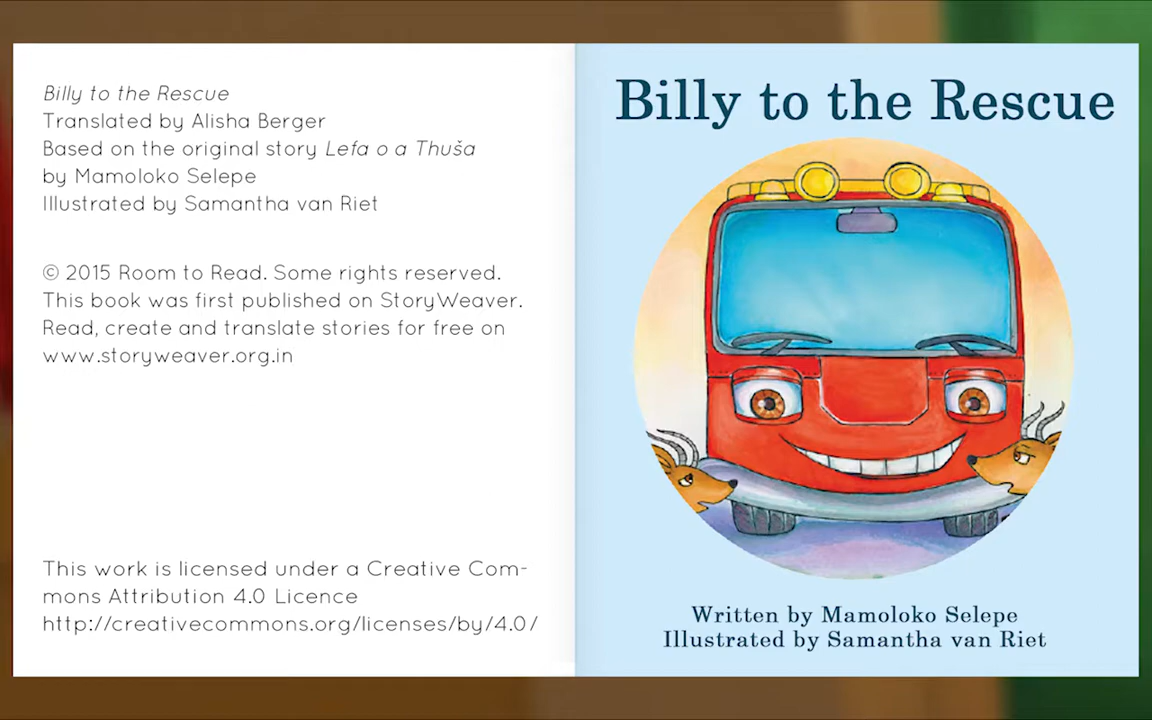 Billy to the Rescue
Translated by Alisha Berger
Based on the original story Lefa o a Thuša
by Mamoloko Selepe
Illustrated by Samantha van Riet
© 2015 Room to Read. Some rights reserved.
This book was first published on StoryWeaver.
Read, create and translate stories for free on
www.storyweaver.org.in
This work is licensed under a Creative Com-
mons Attribution 4.0 Licence
http://creativecommons.org/licenses/by/4.0/
Billy to the Rescue
Written by Mamoloko Selepe
Illustrated by Samantha van Riet